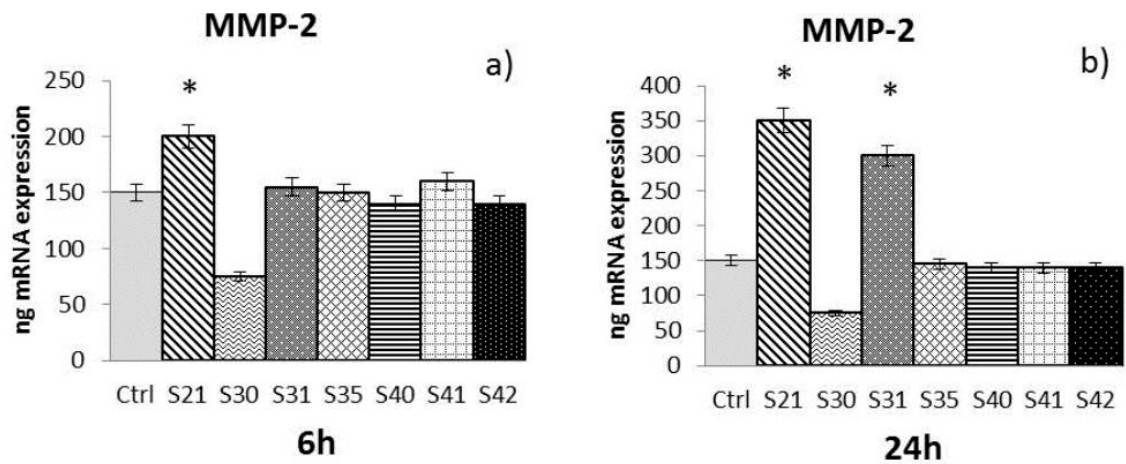 MMP-2
a)
ng mRNA expression
250
200
150
100
50
0
*
Ctrl S21 S30 S31 S35 S40 S41 S42
6h
MMP-2
b)
ng mRNA expression
400
350
300
250
200
150
100
50
0
* *
Ctrl S21 S30 S31 S35 S40 S41 S42
24h